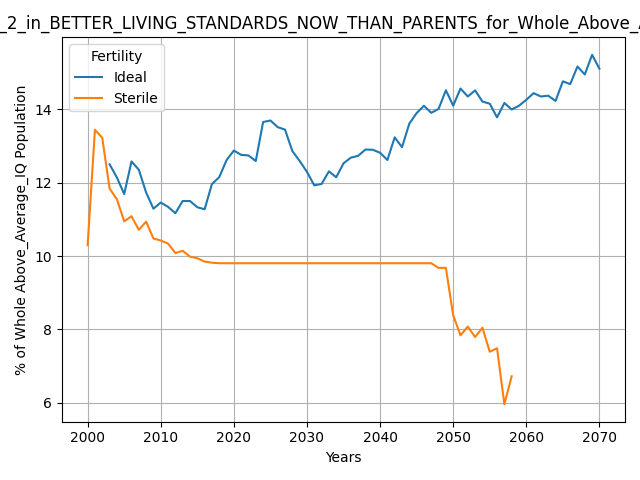 _2_in_BETTER_LIVING_STANDARDS_NOW_THAN_PARENTS_for_Whole_Above_
Fertility
Ideal
Sterile
% of Whole Above_Average_IQ Population
14
12
10
8
6
2000 2010 2020 2030 2040 2050 2060 2070
Years